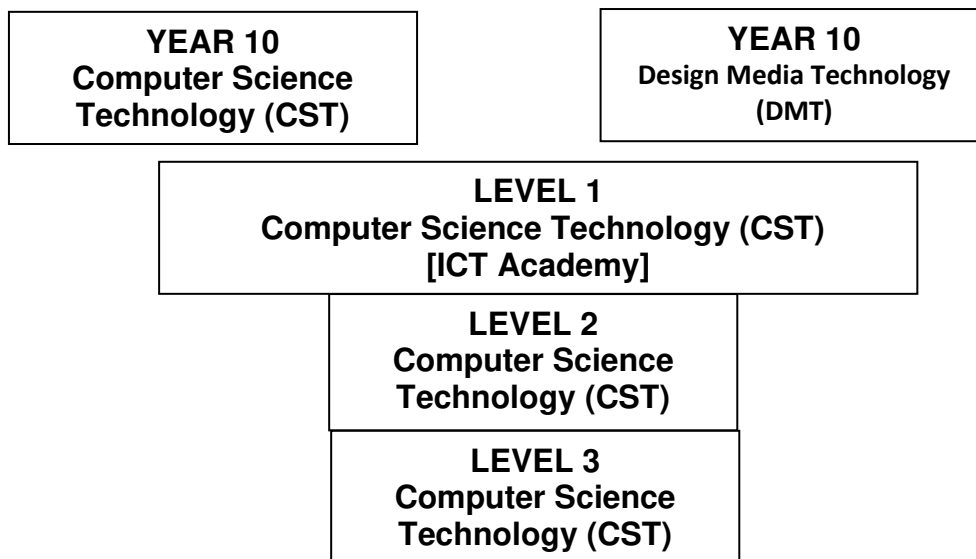 YEAR 10
Computer Science
Technology (CST)
YEAR 10
Design Media Technology
(DMT)
LEVEL 1
Computer Science Technology (CST)
[ICT Academy]
LEVEL 2
Computer Science
Technology (CST)
LEVEL 3
Computer Science
Technology (CST)